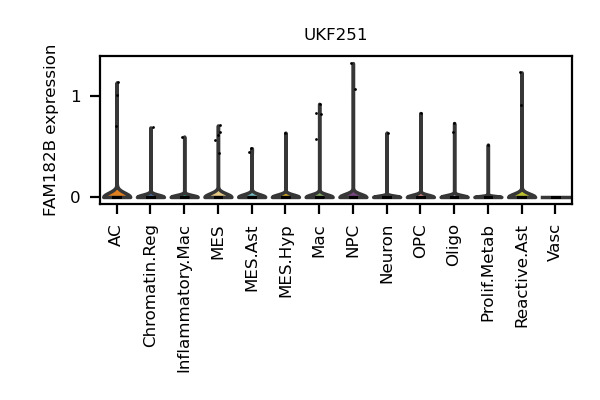 UKF251
FAM182B expression
1
0
AC
Chromatin.Reg
Inflammatory.Mac
MES
MES.Ast
MES.Hyp
Mac
NPC
Neuron
OPC
Oligo
Prolif.Metab
Reactive.Ast
Vasc